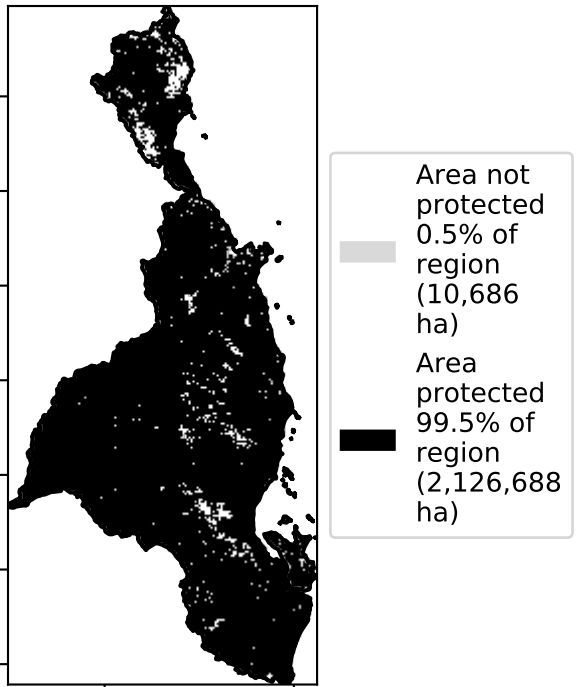 Area not
protected
0.5% of
region
(10,686
ha)
Area
protected
99.5% of
region
(2,126,688
ha)